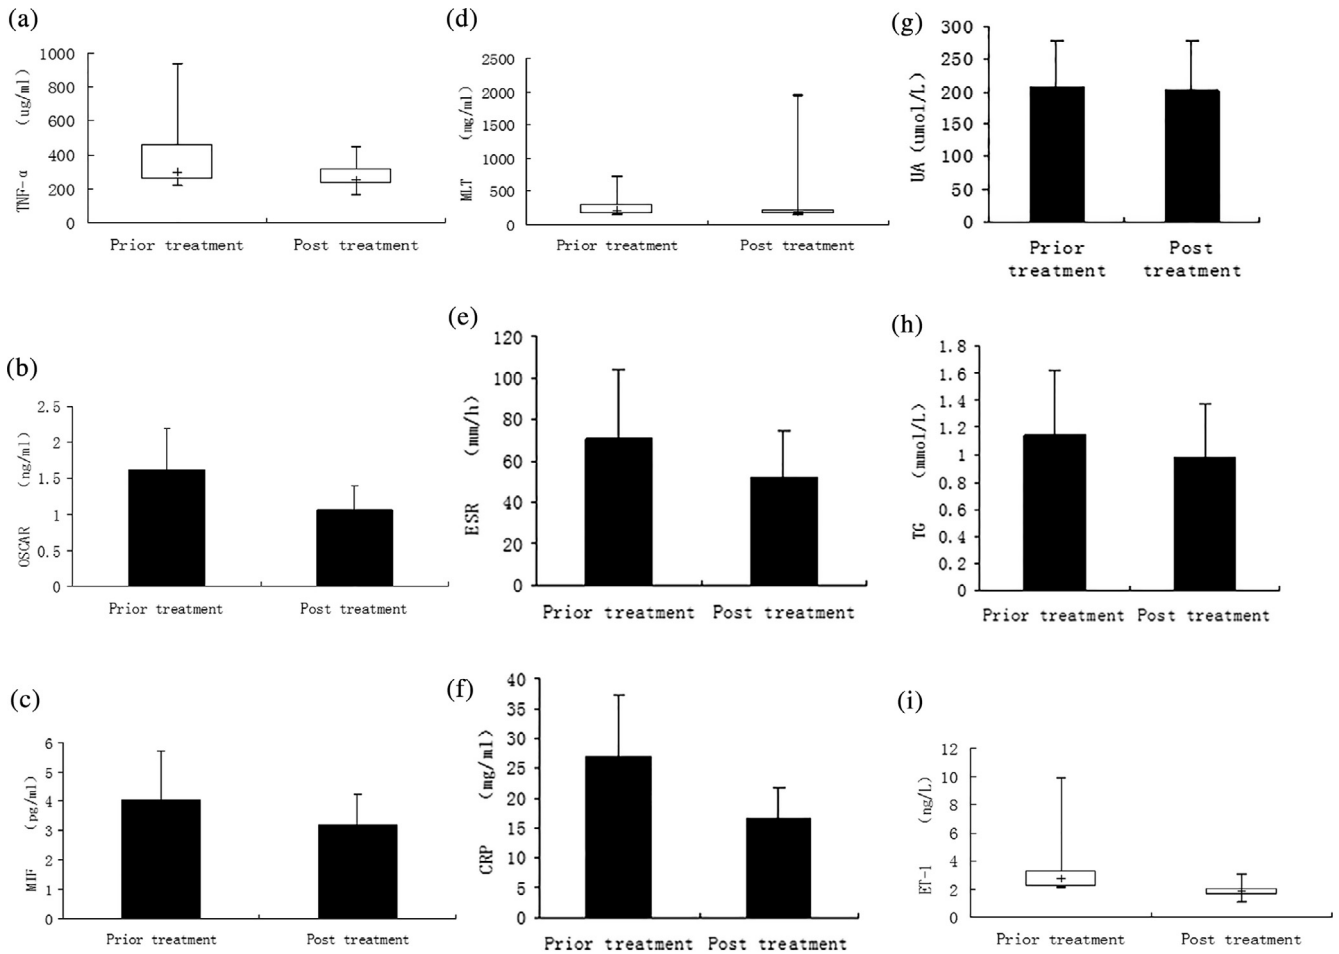 (a)
TNF-α (ug/ml)
1000
800
600
400
200
0
Prior treatment Post treatment
(b)
OSCAR (ng/ml)
2.5
2
1.5
1
0.5
0
Prior treatment Post treatment
(c)
MIF (pg/ml)
6
5
4
3
2
1
0
Prior treatment Post treatment
(d)
MLT (mg/ml)
2500
2000
1500
1000
500
0
Prior treatment Post treatment
(e)
ESR (mm/h)
120
100
80
60
40
20
0
Prior treatment Post treatment
(f)
CRP (mg/ml)
40
35
30
25
20
15
10
5
0
Prior treatment Post treatment
(g)
UA (umol/L)
300
250
200
150
100
50
0
Prior Post
treatment treatment
(h)
TG (mmol/L)
1.8
1.6
1.4
1.2
1
0.8
0.6
0.4
0.2
0
Prior treatment Post treatment
(i)
ET-1 (ng/L)
12
10
8
6
4
2
0
Prior treatment Post treatment